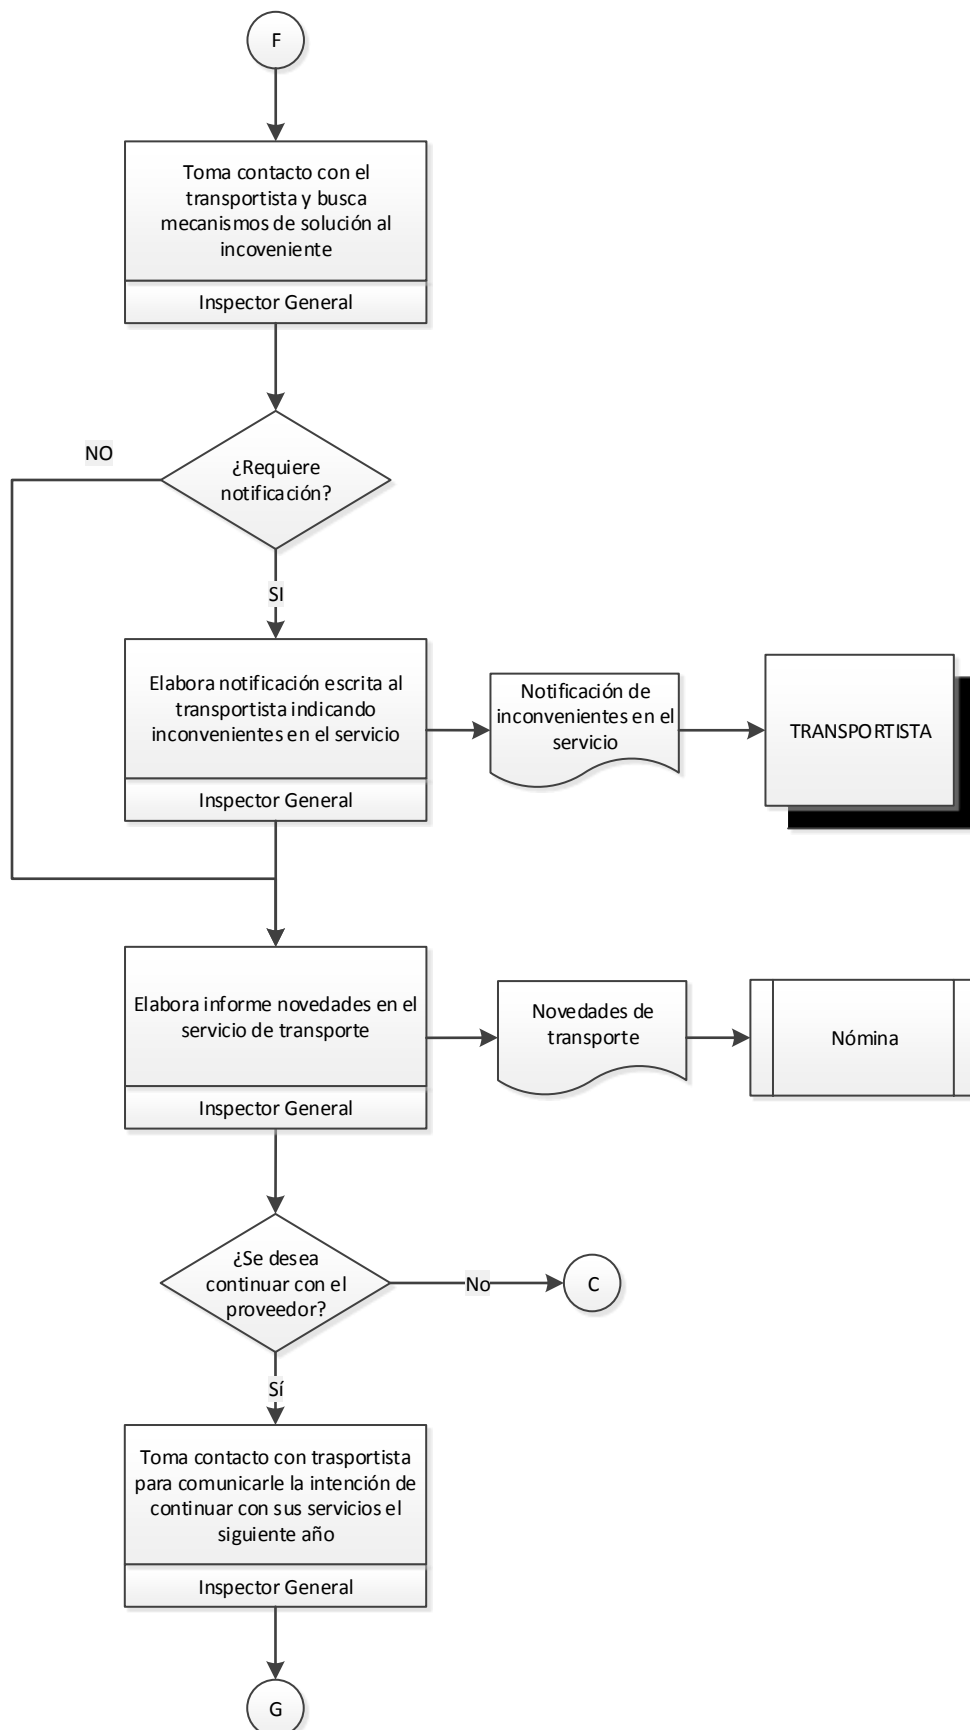 F
Toma contacto con el
transportista y busca
mecanismos de solución al
incoveniente
Inspector General
NO
¿Requiere
notificación?
SI
Elabora notificación escrita al
transportista indicando
inconvenientes en el servicio
Inspector General
Notificación de
inconvenientes en el
servicio
TRANSPORTISTA
Elabora informe novedades en el
servicio de transporte
Inspector General
Novedades de
transporte
Nómina
¿Se desea
continuar con el
proveedor?
No
C
Sí
Toma contacto con trasportista
para comunicarle la intención de
continuar con sus servicios el
siguiente año
Inspector General
G